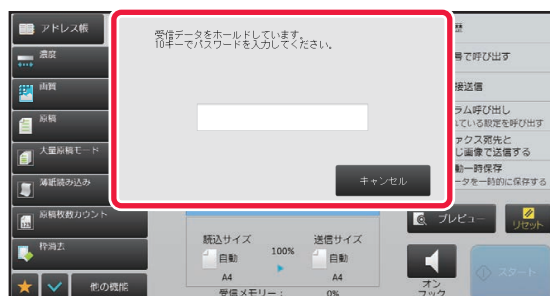 アドレス帳
濃度
画質
原稿
大量原稿モード
薄紙読み込み
原稿枚数カウント
枠消去
他の機能
受信データをホールドしています。
10キーでパスワードを入力してください。
キャンセル
読込サイズ
100%
送信サイズ
自動
A4
自動
A4
受信メモリー:
0%
号で呼び出す
接送信
ラム呼び出し
ている設定を呼び出す
ァクス宛先と
じ画像で送信する
動一時保存
ータを一時的に保存する
プレビュー
リセット
オン
フック
スタート